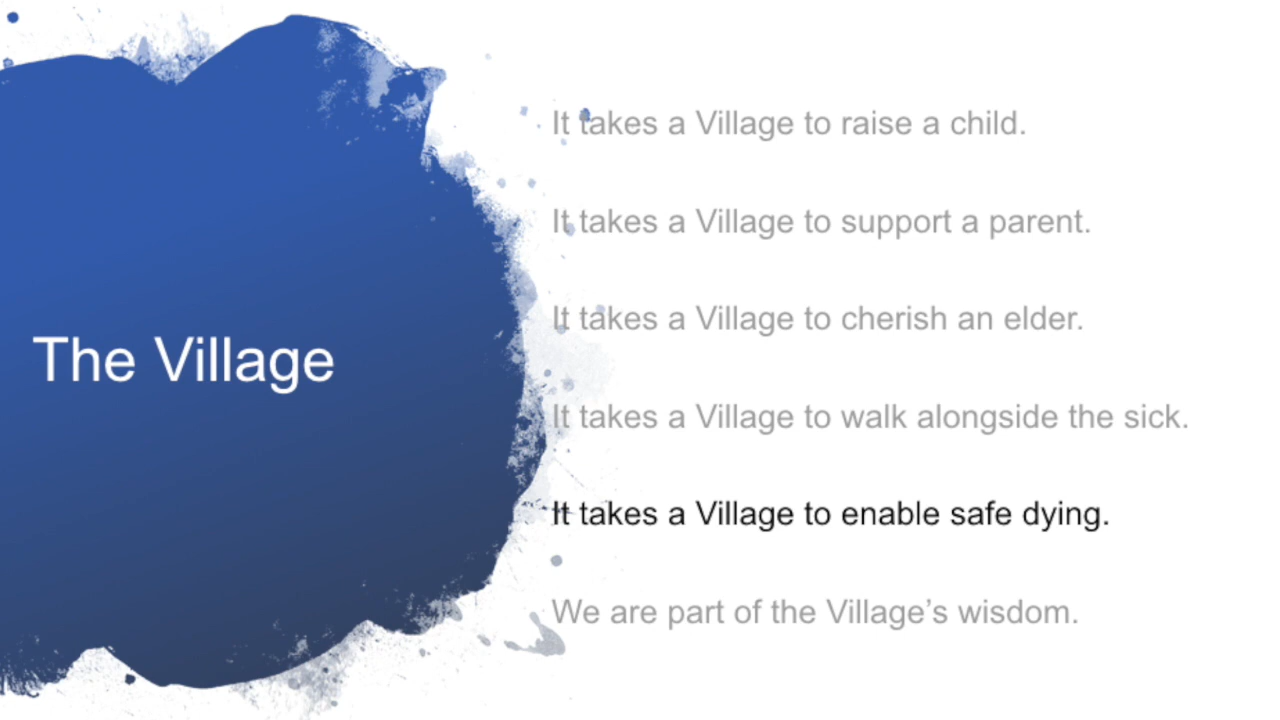 The Village
It takes a Village to raise a child.
It takes a Village to support a parent.
It takes a Village to cherish an elder.
It takes a Village to walk alongside the sick.
It takes a Village to enable safe dying.
We are part of the Village’s wisdom.